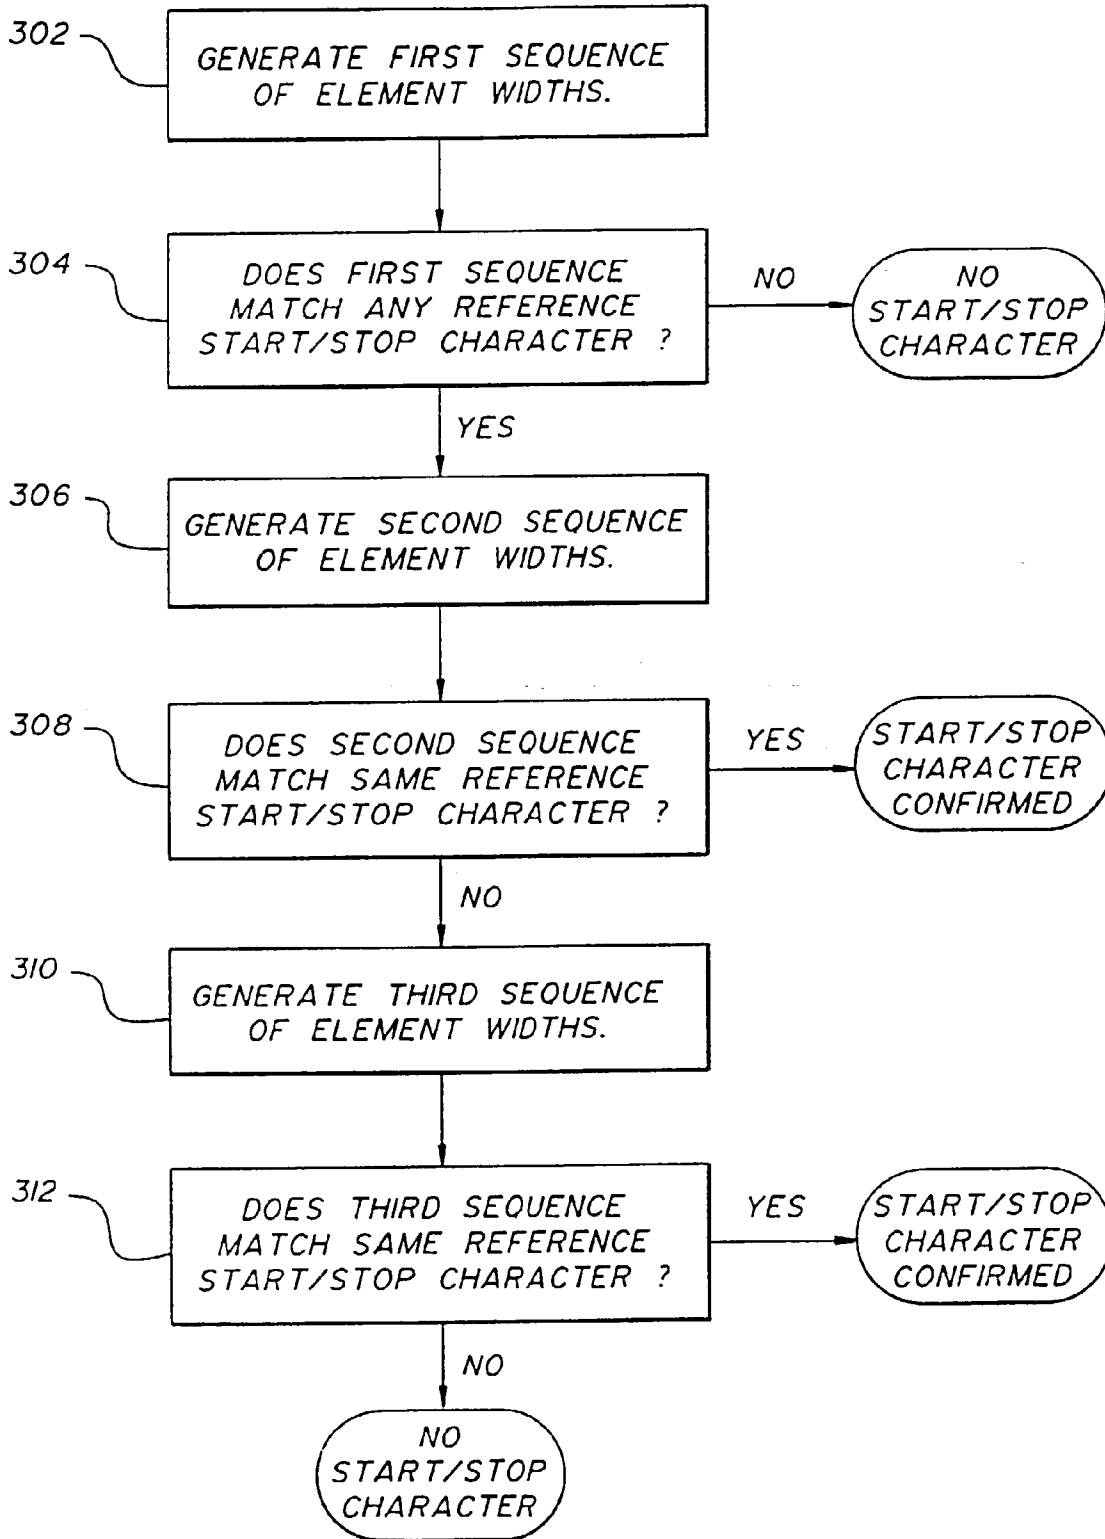 302
GENERATE FIRST SEQUENCE
OF ELEMENT WIDTHS.
304
DOES FIRST SEQUENCE
MATCH ANY REFERENCE
START/STOP CHARACTER ?
NO
NO
START/STOP
CHARACTER
YES
306
GENERATE SECOND SEQUENCE
OF ELEMENT WIDTHS.
308
DOES SECOND SEQUENCE
MATCH SAME REFERENCE
START/STOP CHARACTER ?
YES
START/STOP
CHARACTER
CONFIRMED
NO
310
GENERATE THIRD SEQUENCE
OF ELEMENT WIDTHS.
312
DOES THIRD SEQUENCE
MATCH SAME REFERENCE
START/STOP CHARACTER ?
YES
START/STOP
CHARACTER
CONFIRMED
NO
NO
START/STOP
CHARACTER